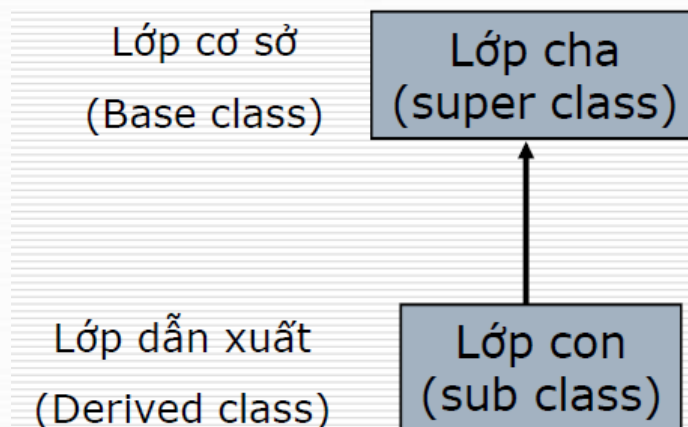 Lớp cơ sở
(Base class)
Lớp cha
(super class)
Lớp dẫn xuất
(Derived class)
Lớp con
(sub class)